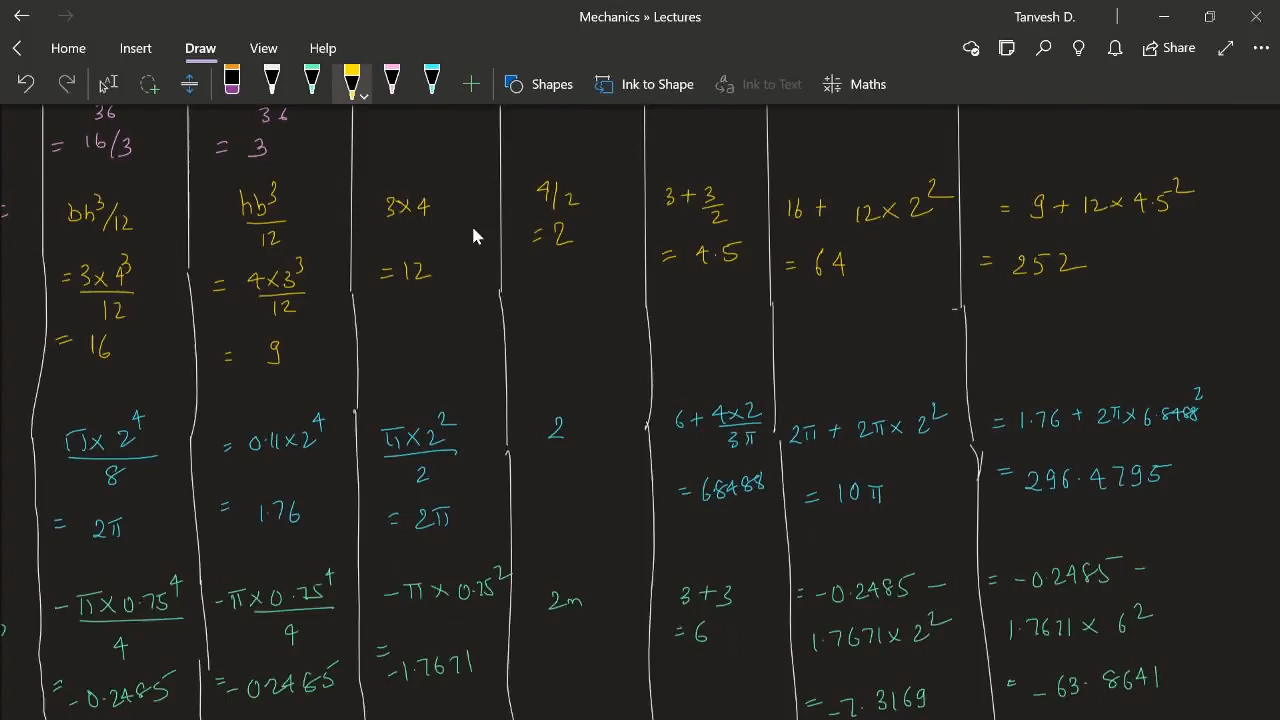 Mechanics » Lectures
Tanvesh D.
Home Insert Draw View Help
Share
Shapes Ink to Shape Ink to Text Maths
36 36
= 16/3 = 3
= bh³/12 hb³/12 3×4 4/2 3 + 3/2 16 + 12×2² = 9 + 12×4.5²
= 3×4³/12 = 4×3³/12 = 12 = 2 = 4.5 = 64 = 252
= 16 = 9
π×2⁴/8 = 0.11×2⁴ π×2²/2 2 6 + 4×2/3π 2π + 2π×2² = 1.76 + 2π×6.8488²
= 2π = 1.76 = 2π = 6.8488 = 10π = 296.4795
-π×0.75⁴/4 -π×0.75⁴/4 -π×0.75² 2m 3+3 = -0.2485 - = -0.2485 -
= -1.7671 = 6 1.7671×2² 1.7671×6²
= -0.2485 = -0.2485 = -7.3169 = -63.8641